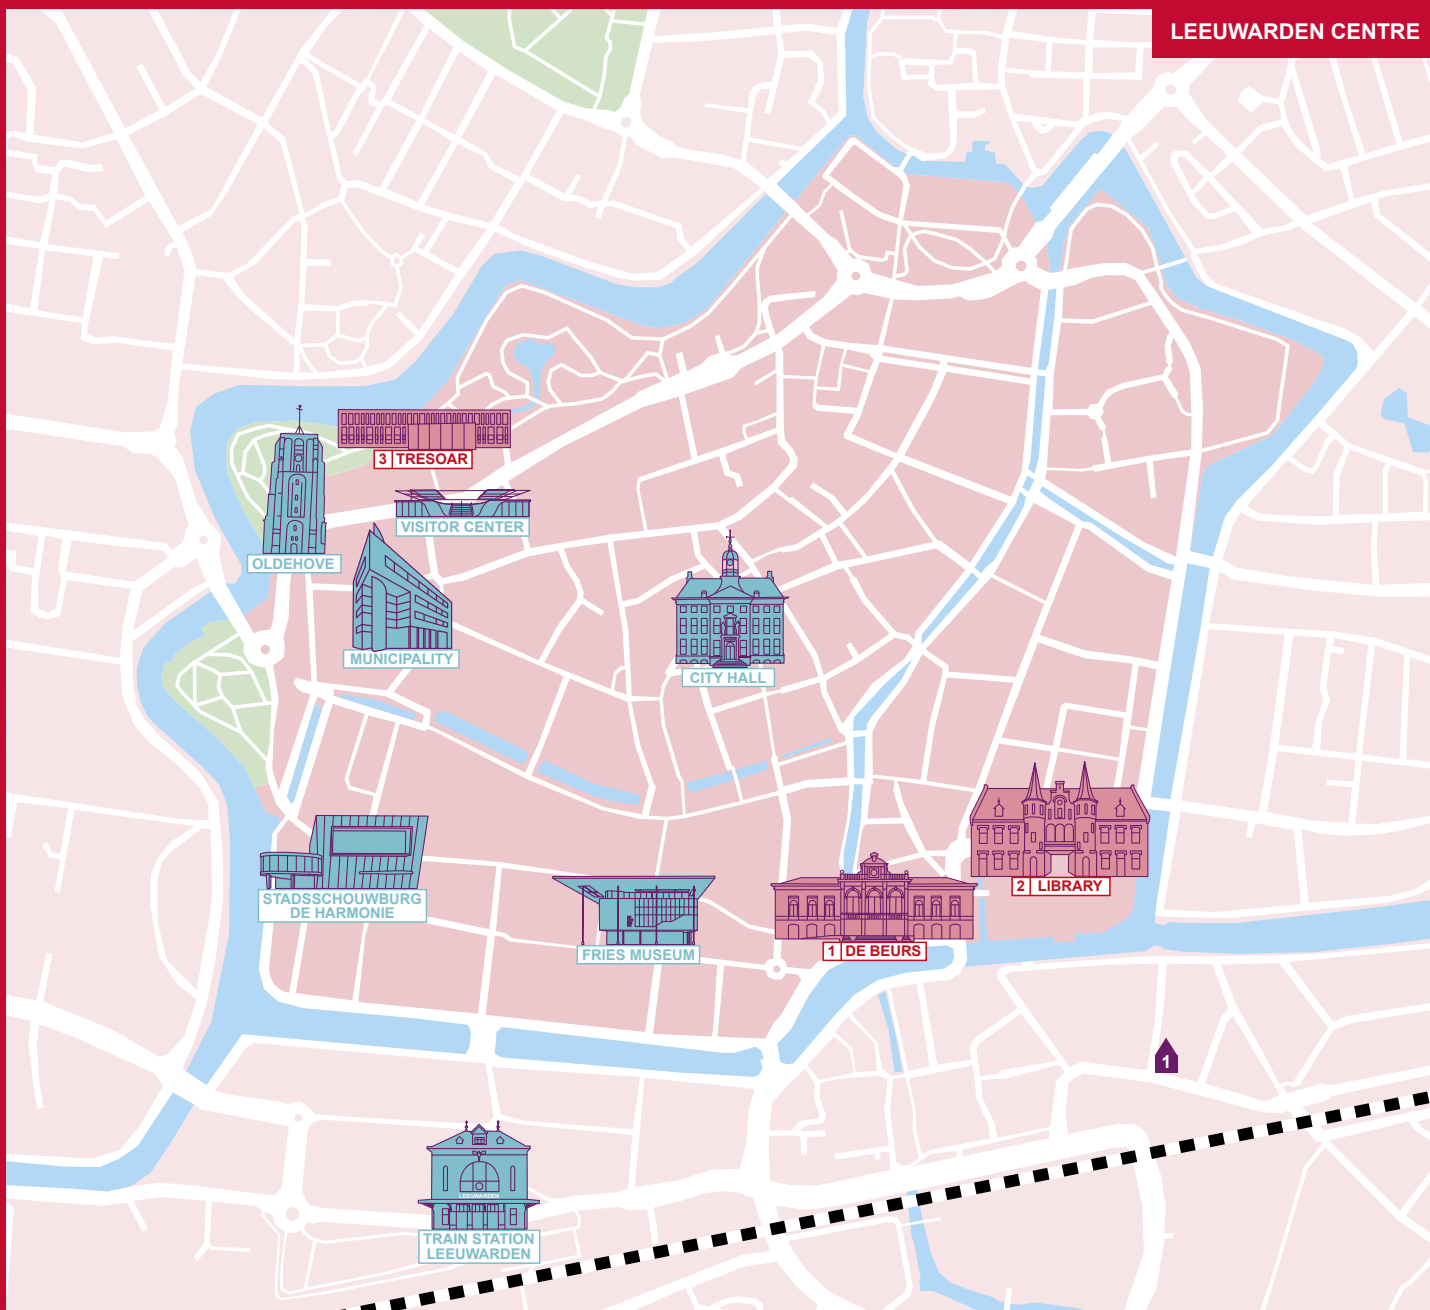 LEEUWARDEN CENTRE
3 TRESOAR
VISITOR CENTER
OLDEHOVE
MUNICIPALITY
CITY HALL
2 LIBRARY
STADSSCHOUWBURG
DE HARMONIE
FRIES MUSEUM
1 DE BEURS
1
LEEUWARDEN
TRAIN STATION
LEEUWARDEN